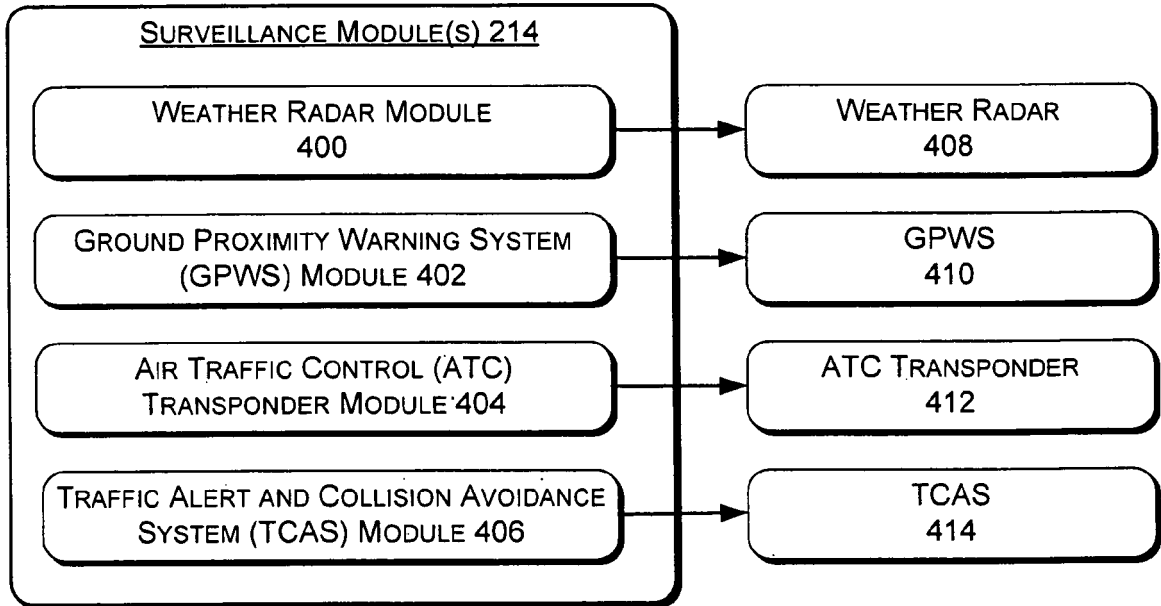 SURVEILLANCE MODULE(S) 214
WEATHER RADAR MODULE
400
WEATHER RADAR
408
GROUND PROXIMITY WARNING SYSTEM
(GPWS) MODULE 402
GPWS
410
AIR TRAFFIC CONTROL (ATC)
TRANSPONDER MODULE 404
ATC TRANSPONDER
412
TRAFFIC ALERT AND COLLISION AVOIDANCE
SYSTEM (TCAS) MODULE 406
TCAS
414